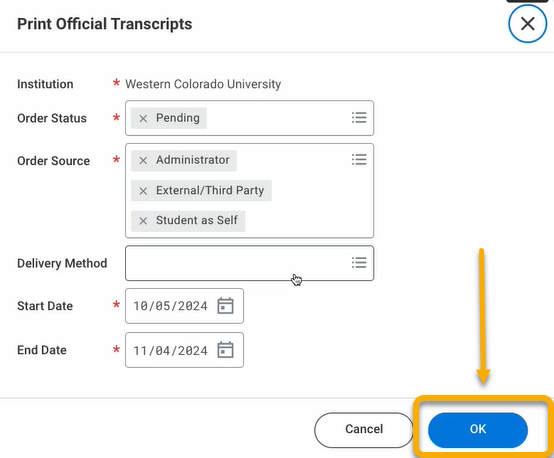 Print Official Transcripts
Institution * Western Colorado University
Order Status * × Pending
Order Source * × Administrator
× External/Third Party
× Student as Self
Delivery Method
Start Date * 10/05/2024
End Date * 11/04/2024
Cancel OK